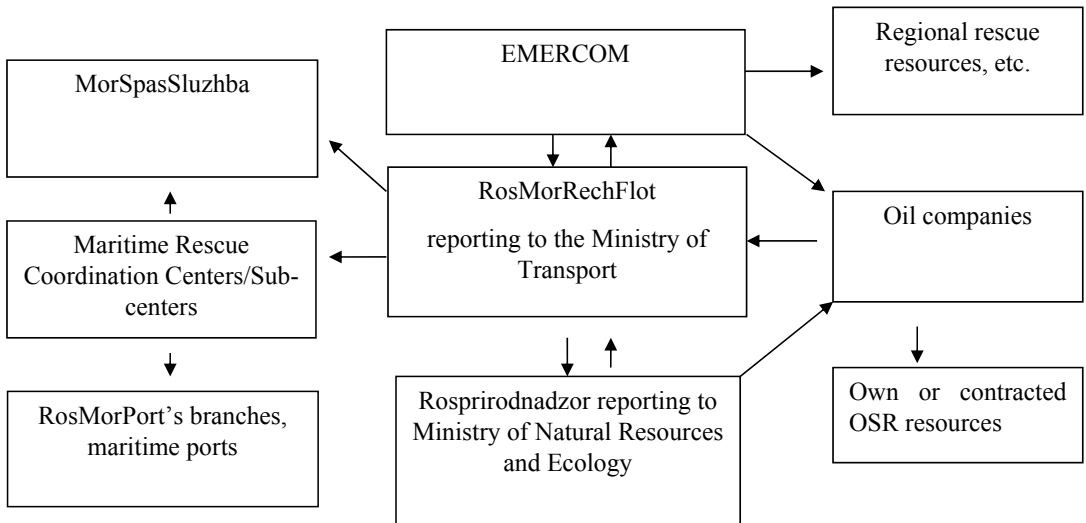 EMERCOM
Regional rescue
resources, etc.
MorSpasSluzhba
RosMorRechFlot
reporting to the Ministry of
Transport
Oil companies
Maritime Rescue
Coordination Centers/Sub-
centers
RosMorPort’s branches,
maritime ports
Rosprirodnadzor reporting to
Ministry of Natural Resources
and Ecology
Own or contracted
OSR resources